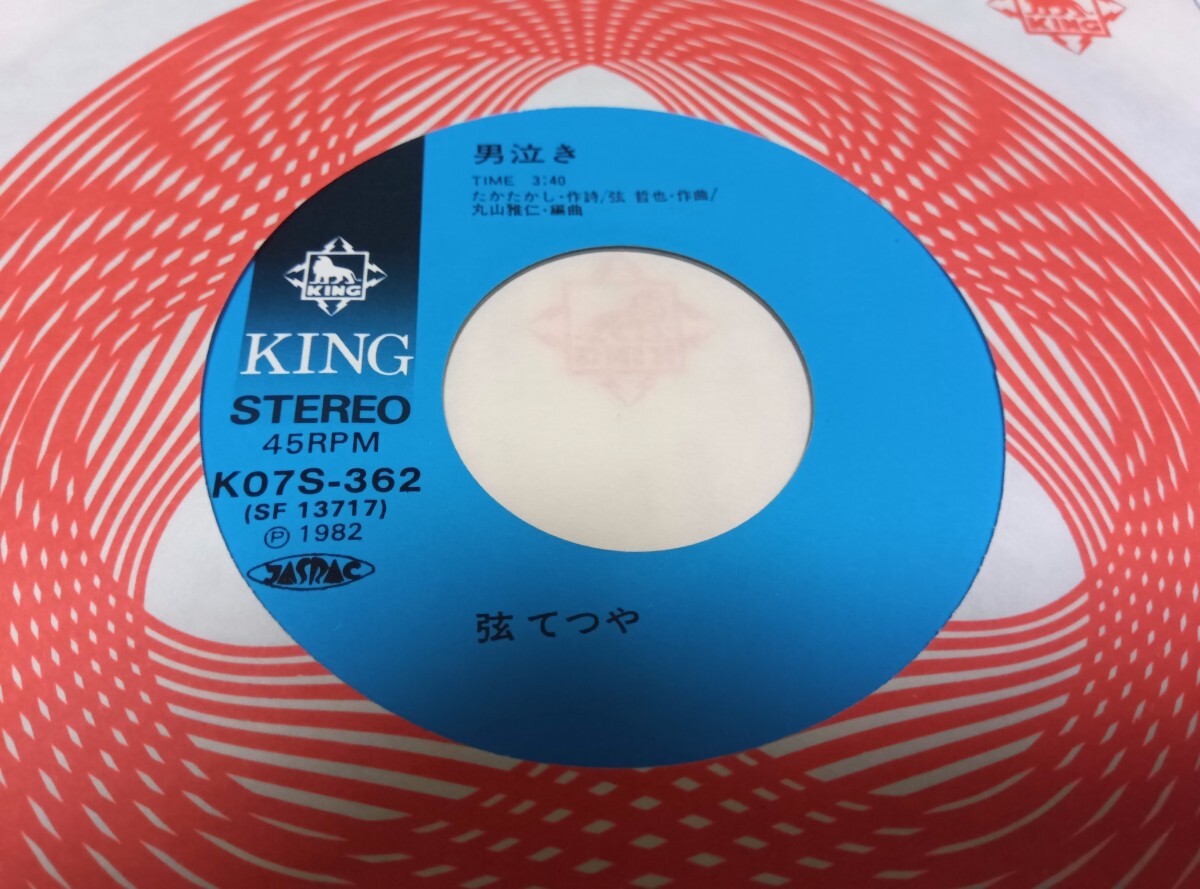 男泣き
TIME 3:40
たかたかし・作詩/弦 哲也・作曲/
丸山雅仁・編曲
KING
KING
STEREO
45RPM
K07S-362
(SF 13717)
Ⓟ 1982
JASRAC
弦 てつや
KING
KING